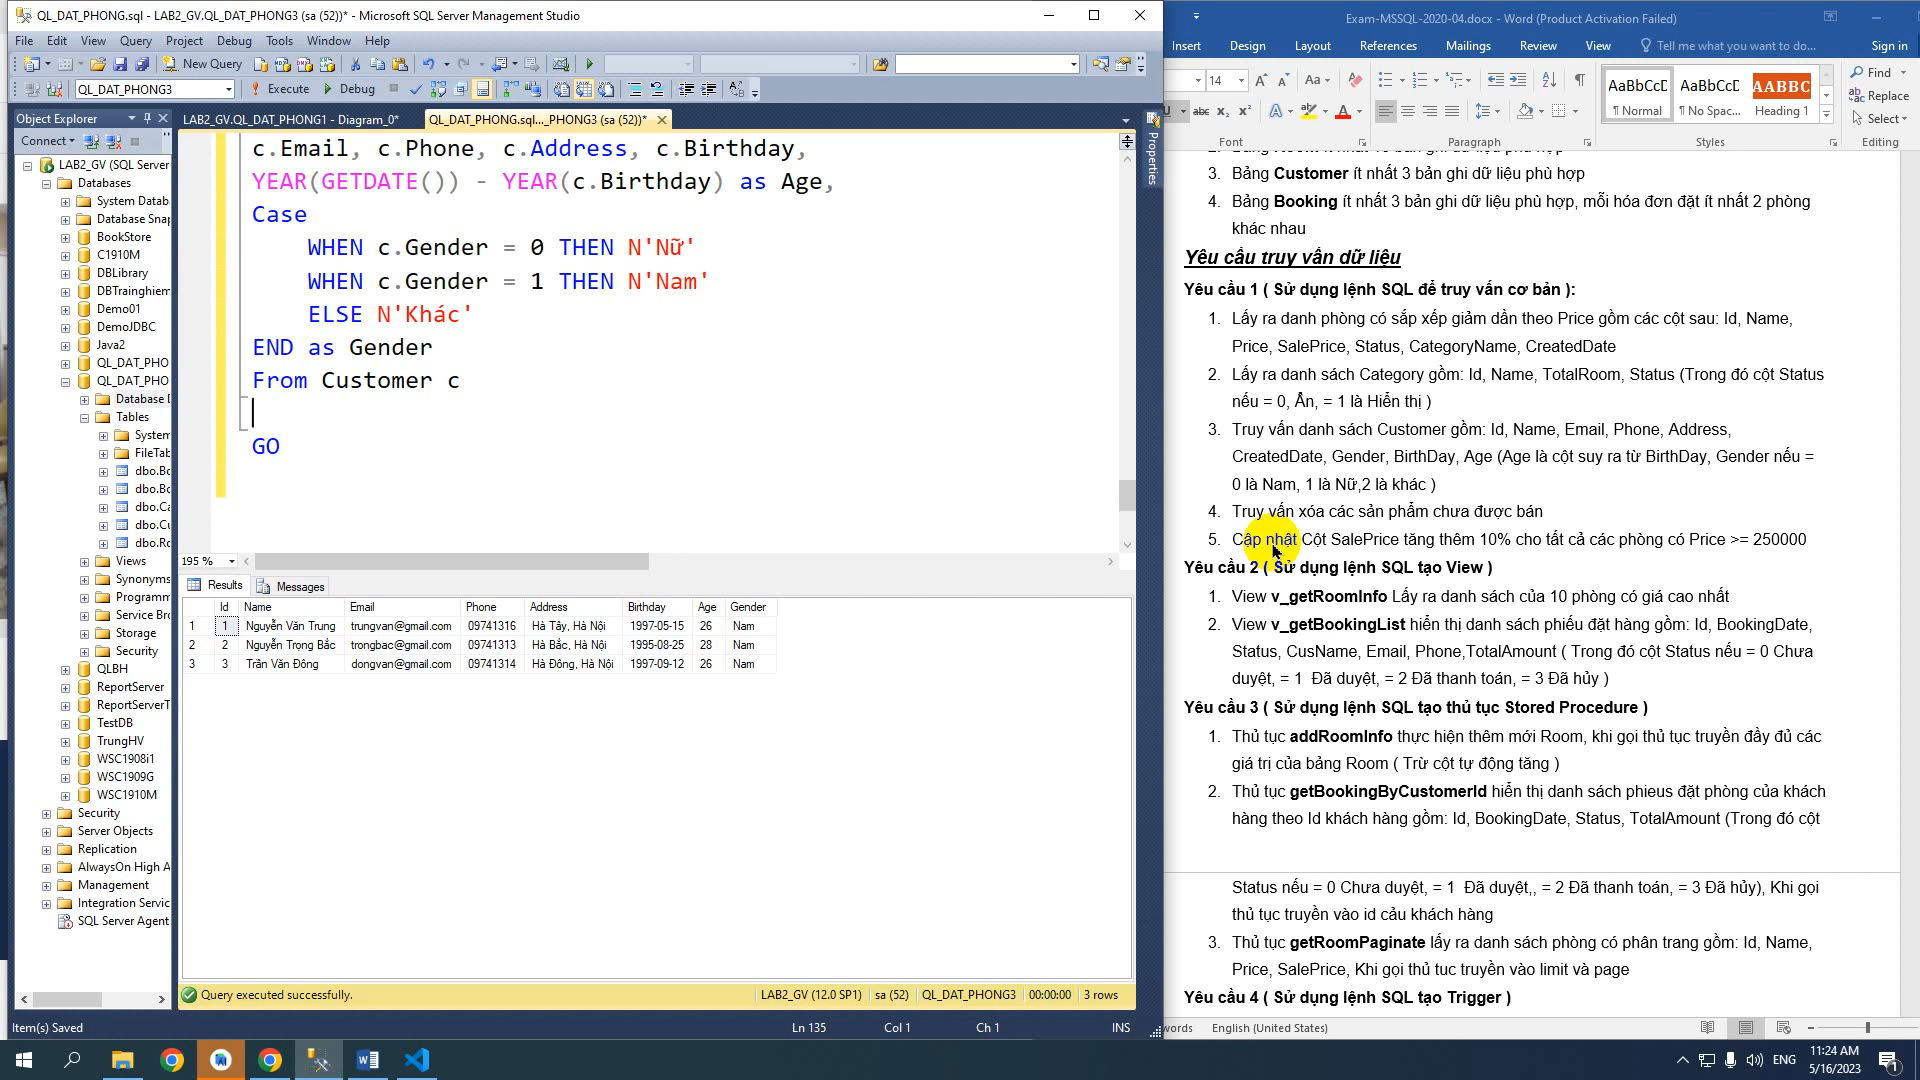 QL_DAT_PHONG.sql - LAB2_GV.QL_DAT_PHONG3 (sa (52))* - Microsoft SQL Server Management Studio
File Edit View Query Project Debug Tools Window Help
New Query
QL_DAT_PHONG3 Execute Debug
Object Explorer
Connect
LAB2_GV (SQL Server
Databases
System Datab
Database Snap
BookStore
C1910M
DBLibrary
DBTrainghiem
Demo01
DemoJDBC
Java2
QL_DAT_PHO
QL_DAT_PHO
Database D
Tables
System
FileTab
dbo.Bo
dbo.Bo
dbo.Ca
dbo.Cu
dbo.Ro
Views
Synonyms
Programm
Service Bro
Storage
Security
QLBH
ReportServer
ReportServerT
TestDB
TrungHV
WSC1908i1
WSC1909G
WSC1910M
Security
Server Objects
Replication
AlwaysOn High A
Management
Integration Servic
SQL Server Agent
LAB2_GV.QL_DAT_PHONG1 - Diagram_0*
QL_DAT_PHONG.sql..._PHONG3 (sa (52))*
Properties
c.Email, c.Phone, c.Address, c.Birthday,
YEAR(GETDATE()) - YEAR(c.Birthday) as Age,
Case
WHEN c.Gender = 0 THEN N'Nữ'
WHEN c.Gender = 1 THEN N'Nam'
ELSE N'Khác'
END as Gender
From Customer c
GO
195 %
Results Messages
Id Name Email Phone Address Birthday Age Gender
1 1 Nguyễn Văn Trung trungvan@gmail.com 09741316 Hà Tây, Hà Nội 1997-05-15 26 Nam
2 2 Nguyễn Trọng Bắc trongbac@gmail.com 09741313 Hà Bắc, Hà Nội 1995-08-25 28 Nam
3 3 Trần Văn Đông dongvan@gmail.com 09741314 Hà Đông, Hà Nội 1997-09-12 26 Nam
Query executed successfully. LAB2_GV (12.0 SP1) sa (52) QL_DAT_PHONG3 00:00:00 3 rows
Item(s) Saved Ln 135 Col 1 Ch 1 INS
Exam-MSSQL-2020-04.docx - Word (Product Activation Failed)
Insert Design Layout References Mailings Review View Tell me what you want to do... Sign in
14
AaBbCcD AaBbCcD AABBC
¶ Normal ¶ No Spac... Heading 1
Find
Replace
Select
Font Paragraph Styles Editing
3. Bảng Customer ít nhất 3 bản ghi dữ liệu phù hợp
4. Bảng Booking ít nhất 3 bản ghi dữ liệu phù hợp, mỗi hóa đơn đặt ít nhất 2 phòng
khác nhau
Yêu cầu truy vấn dữ liệu
Yêu cầu 1 ( Sử dụng lệnh SQL để truy vấn cơ bản ):
1. Lấy ra danh phòng có sắp xếp giảm dần theo Price gồm các cột sau: Id, Name,
Price, SalePrice, Status, CategoryName, CreatedDate
2. Lấy ra danh sách Category gồm: Id, Name, TotalRoom, Status (Trong đó cột Status
nếu = 0, Ẩn, = 1 là Hiển thị )
3. Truy vấn danh sách Customer gồm: Id, Name, Email, Phone, Address,
CreatedDate, Gender, BirthDay, Age (Age là cột suy ra từ BirthDay, Gender nếu =
0 là Nam, 1 là Nữ,2 là khác )
4. Truy vấn xóa các sản phẩm chưa được bán
5. Cập nhật Cột SalePrice tăng thêm 10% cho tất cả các phòng có Price >= 250000
Yêu cầu 2 ( Sử dụng lệnh SQL tạo View )
1. View v_getRoomInfo Lấy ra danh sách của 10 phòng có giá cao nhất
2. View v_getBookingList hiển thị danh sách phiếu đặt hàng gồm: Id, BookingDate,
Status, CusName, Email, Phone,TotalAmount ( Trong đó cột Status nếu = 0 Chưa
duyệt, = 1 Đã duyệt, = 2 Đã thanh toán, = 3 Đã hủy )
Yêu cầu 3 ( Sử dụng lệnh SQL tạo thủ tục Stored Procedure )
1. Thủ tục addRoomInfo thực hiện thêm mới Room, khi gọi thủ tục truyền đầy đủ các
giá trị của bảng Room ( Trừ cột tự động tăng )
2. Thủ tục getBookingByCustomerId hiển thị danh sách phieus đặt phòng của khách
hàng theo Id khách hàng gồm: Id, BookingDate, Status, TotalAmount (Trong đó cột
Status nếu = 0 Chưa duyệt, = 1 Đã duyệt,, = 2 Đã thanh toán, = 3 Đã hủy), Khi gọi
thủ tục truyền vào id cảu khách hàng
3. Thủ tục getRoomPaginate lấy ra danh sách phòng có phân trang gồm: Id, Name,
Price, SalePrice, Khi gọi thủ tuc truyền vào limit và page
Yêu cầu 4 ( Sử dụng lệnh SQL tạo Trigger )
words English (United States)
ENG
11:24 AM
5/16/2023
1